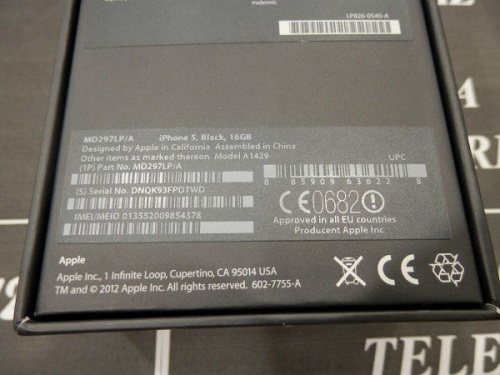 LP826-0540-A
MD297LP/A iPhone 5, Black, 16GB
Designed by Apple in California Assembled in China
Other items as marked thereon Model A1429
(1P) Part No. MD297LP/A
UPC
8 85909 63622 8
(S) Serial No. DNQK93FPDTWD
CE0682
IMEI/MEID 013552009854378
Approved in all EU countries
Producent Apple Inc
Apple
Apple Inc., 1 Infinite Loop, Cupertino, CA 95014 USA
TM and © 2012 Apple Inc. All rights reserved. 602-7755-A
CE
TELE